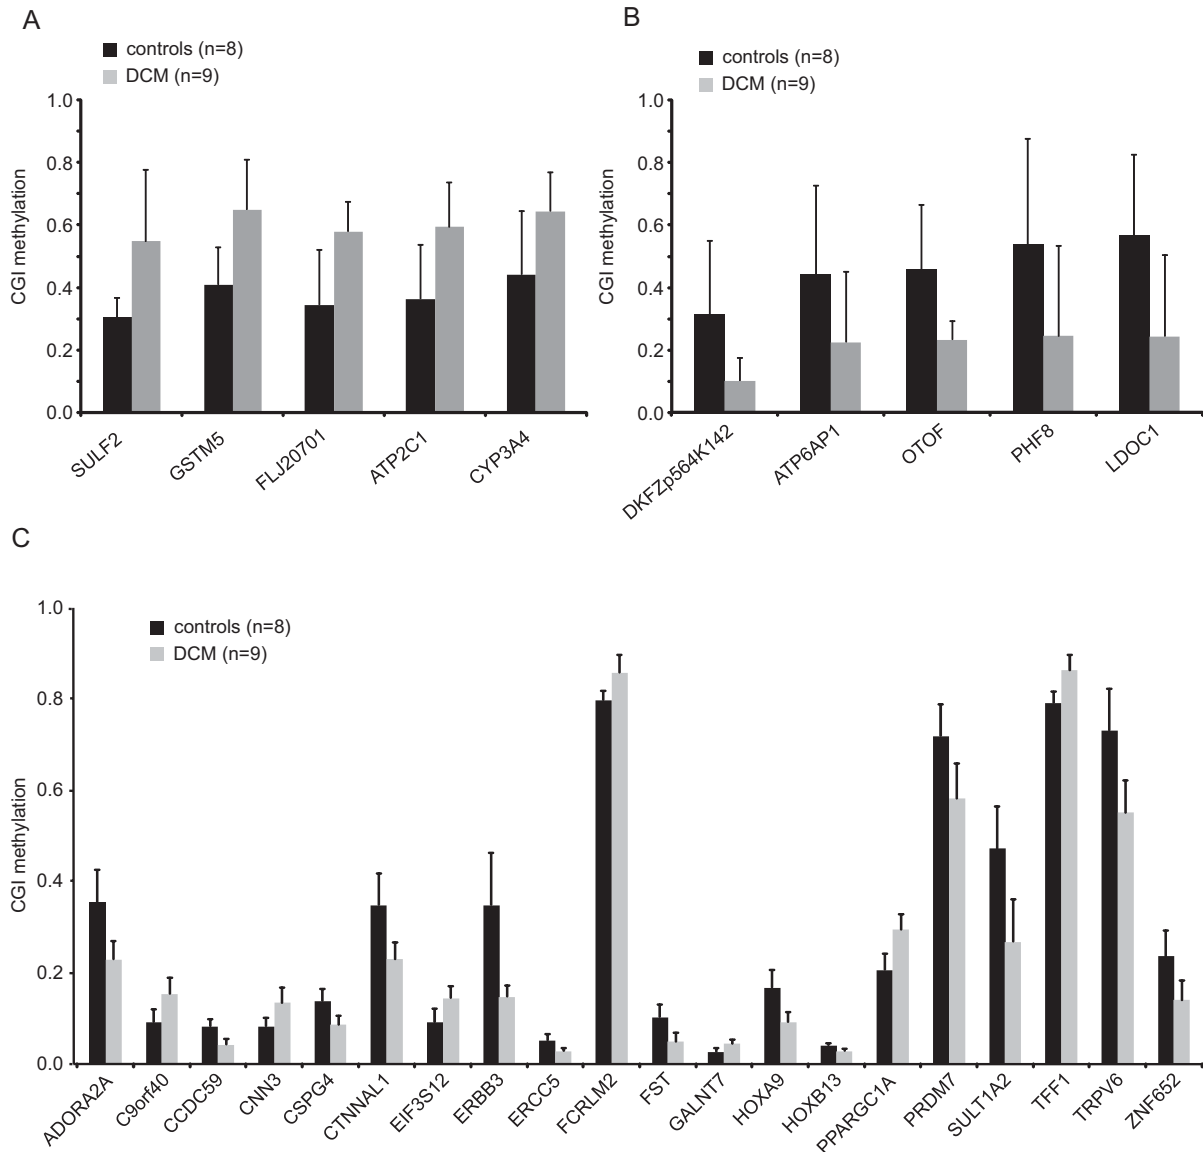 A
controls (n=8)
DCM (n=9)
CGI methylation
1.0
0.8
0.6
0.4
0.2
0.0
SULF2
GSTM5
FLJ20701
ATP2C1
CYP3A4
B
controls (n=8)
DCM (n=9)
CGI methylation
1.0
0.8
0.6
0.4
0.2
0.0
DKFZp564K142
ATP6AP1
OTOF
PHF8
LDOC1
C
controls (n=8)
DCM (n=9)
CGI methylation
1.0
0.8
0.6
0.4
0.2
0.0
ADORA2A
C9orf40
CCDC59
CNN3
CSPG4
CTNNAL1
EIF3S12
ERBB3
ERCC5
FCRLM2
FST
GALNT7
HOXA9
HOXB13
PPARGC1A
PRDM7
SULT1A2
TFF1
TRPV6
ZNF652